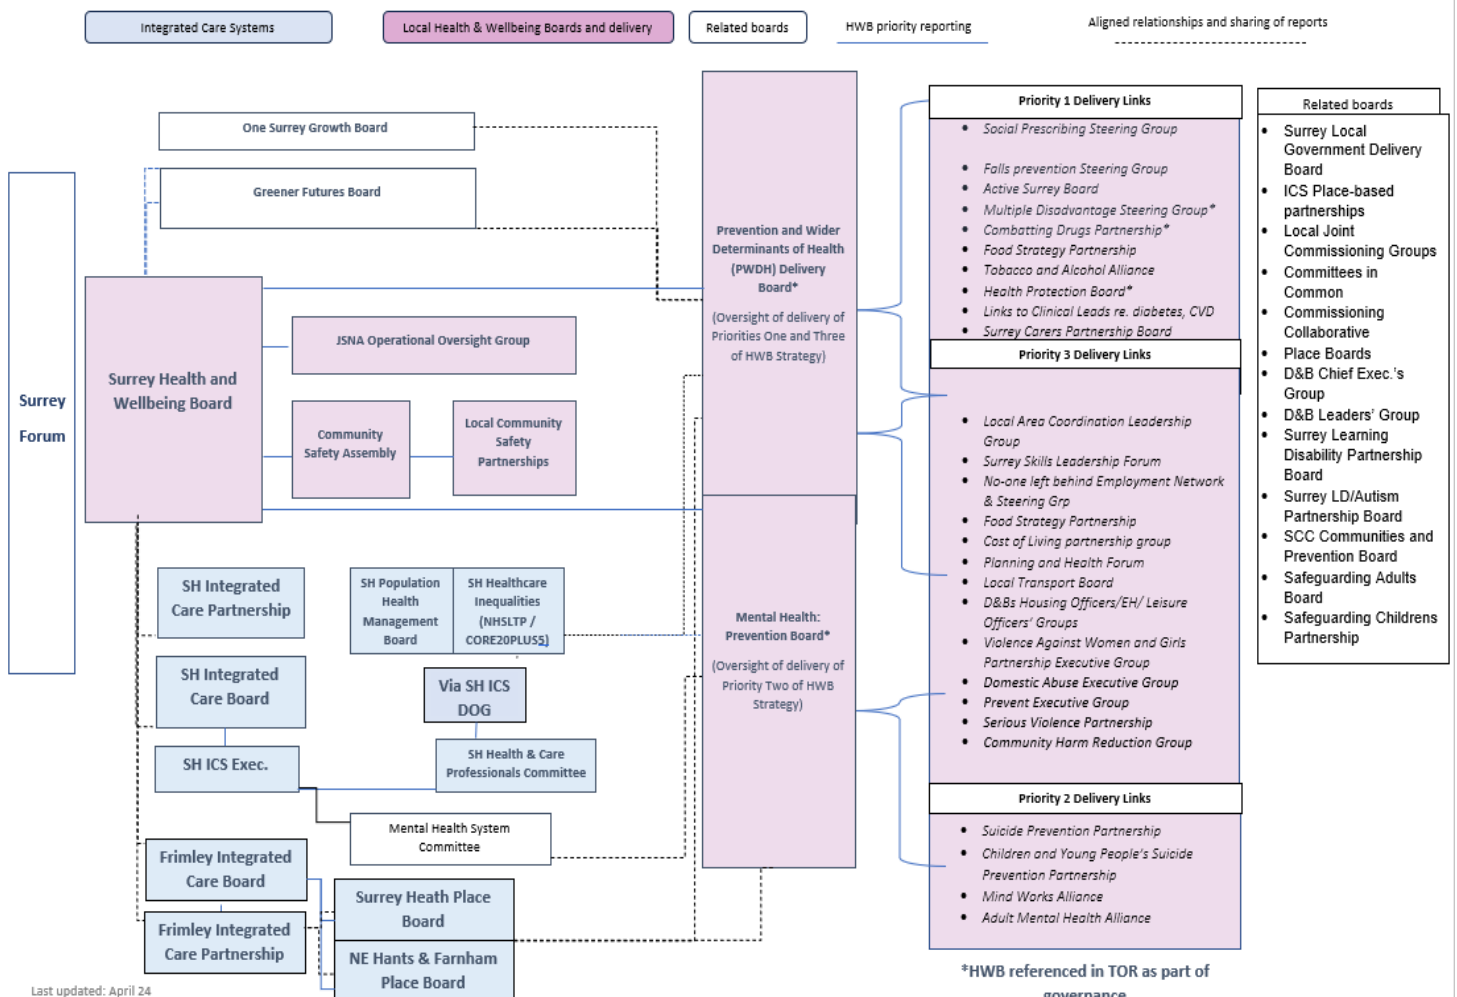 Integrated Care Systems
Local Health & Wellbeing Boards and delivery
Related boards
HWB priority reporting
Aligned relationships and sharing of reports
Surrey
Forum
One Surrey Growth Board
Greener Futures Board
Surrey Health and
Wellbeing Board
JSNA Operational Oversight Group
Community
Safety Assembly
Local Community
Safety
Partnerships
SH Integrated
Care Partnership
SH Integrated
Care Board
SH ICS Exec.
SH Population
Health
Management
Board
SH Healthcare
Inequalities
(NHSLTP /
CORE20PLUS5)
Via SH ICS
DOG
SH Health & Care
Professionals Committee
Mental Health System
Committee
Frimley Integrated
Care Board
Frimley Integrated
Care Partnership
Surrey Heath Place
Board
NE Hants & Farnham
Place Board
Prevention and Wider
Determinants of Health
(PWDH) Delivery
Board*
(Oversight of delivery of
Priorities One and Three
of HWB Strategy)
Mental Health:
Prevention Board*
(Oversight of delivery of
Priority Two of HWB
Strategy)
Priority 1 Delivery Links
• Social Prescribing Steering Group
• Falls prevention Steering Group
• Active Surrey Board
• Multiple Disadvantage Steering Group*
• Combatting Drugs Partnership*
• Food Strategy Partnership
• Tobacco and Alcohol Alliance
• Health Protection Board*
• Links to Clinical Leads re. diabetes, CVD
• Surrey Carers Partnership Board
Priority 3 Delivery Links
• Local Area Coordination Leadership
Group
• Surrey Skills Leadership Forum
• No-one left behind Employment Network
& Steering Grp
• Food Strategy Partnership
• Cost of Living partnership group
• Planning and Health Forum
• Local Transport Board
• D&Bs Housing Officers/EH/ Leisure
Officers' Groups
• Violence Against Women and Girls
Partnership Executive Group
• Domestic Abuse Executive Group
• Prevent Executive Group
• Serious Violence Partnership
• Community Harm Reduction Group
Priority 2 Delivery Links
• Suicide Prevention Partnership
• Children and Young People's Suicide
Prevention Partnership
• Mind Works Alliance
• Adult Mental Health Alliance
*HWB referenced in TOR as part of
governance
Related boards
• Surrey Local
Government Delivery
Board
• ICS Place-based
partnerships
• Local Joint
Commissioning Groups
• Committees in
Common
• Commissioning
Collaborative
• Place Boards
• D&B Chief Exec.'s
Group
• D&B Leaders' Group
• Surrey Learning
Disability Partnership
Board
• Surrey LD/Autism
Partnership Board
• SCC Communities and
Prevention Board
• Safeguarding Adults
Board
• Safeguarding Childrens
Partnership
Last updated: April 24